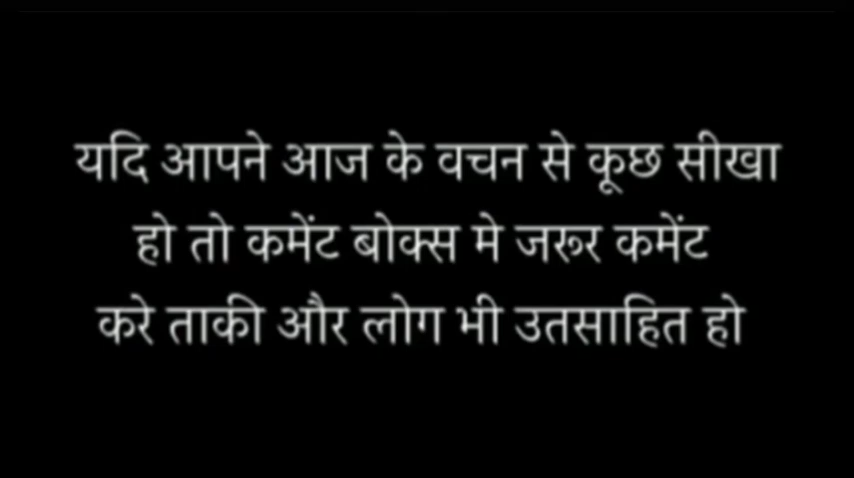 यदि आपने आज के वचन से कूछ सीखा
हो तो कमेंट बोक्स मे जरूर कमेंट
करे ताकी और लोग भी उतसाहित हो